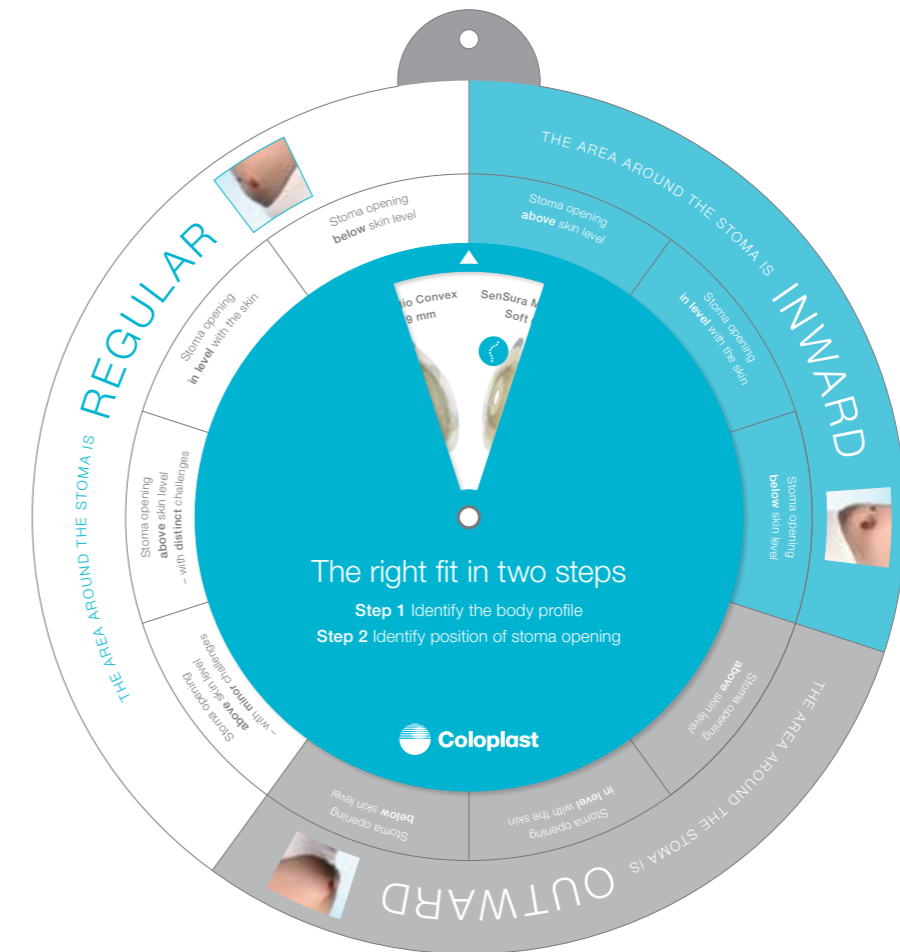 THE AREA AROUND THE STOMA IS INWARD
Stoma opening
above skin level
Stoma opening
in level with the skin
Stoma opening
below skin level
THE AREA AROUND THE STOMA IS OUTWARD
Stoma opening
above skin level
Stoma opening
in level with the skin
Stoma opening
below skin level
THE AREA AROUND THE STOMA IS REGULAR
Stoma opening
above skin level
– with minor challenges
Stoma opening
above skin level
– with distinct challenges
Stoma opening
in level with the skin
Stoma opening
below skin level
io Convex
9 mm
SenSura M
Soft
The right fit in two steps
Step 1 Identify the body profile
Step 2 Identify position of stoma opening
Coloplast